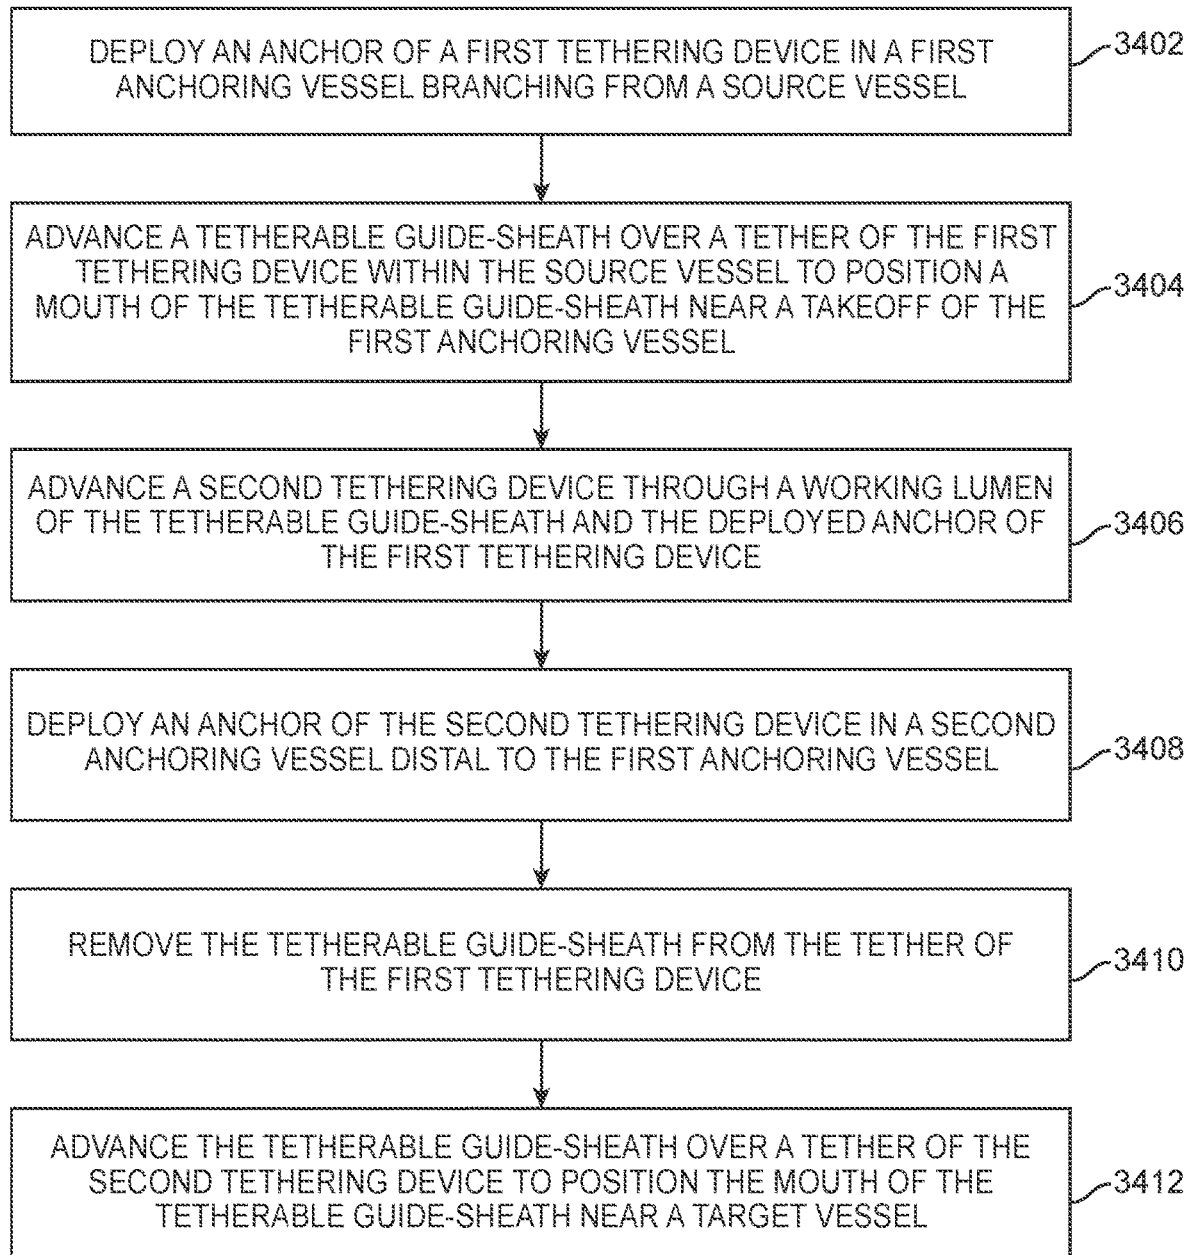 DEPLOY AN ANCHOR OF A FIRST TETHERING DEVICE IN A FIRST
ANCHORING VESSEL BRANCHING FROM A SOURCE VESSEL
3402
ADVANCE A TETHERABLE GUIDE-SHEATH OVER A TETHER OF THE FIRST
TETHERING DEVICE WITHIN THE SOURCE VESSEL TO POSITION A
MOUTH OF THE TETHERABLE GUIDE-SHEATH NEAR A TAKEOFF OF THE
FIRST ANCHORING VESSEL
3404
ADVANCE A SECOND TETHERING DEVICE THROUGH A WORKING LUMEN
OF THE TETHERABLE GUIDE-SHEATH AND THE DEPLOYED ANCHOR OF
THE FIRST TETHERING DEVICE
3406
DEPLOY AN ANCHOR OF THE SECOND TETHERING DEVICE IN A SECOND
ANCHORING VESSEL DISTAL TO THE FIRST ANCHORING VESSEL
3408
REMOVE THE TETHERABLE GUIDE-SHEATH FROM THE TETHER OF
THE FIRST TETHERING DEVICE
3410
ADVANCE THE TETHERABLE GUIDE-SHEATH OVER A TETHER OF THE
SECOND TETHERING DEVICE TO POSITION THE MOUTH OF THE
TETHERABLE GUIDE-SHEATH NEAR A TARGET VESSEL
3412